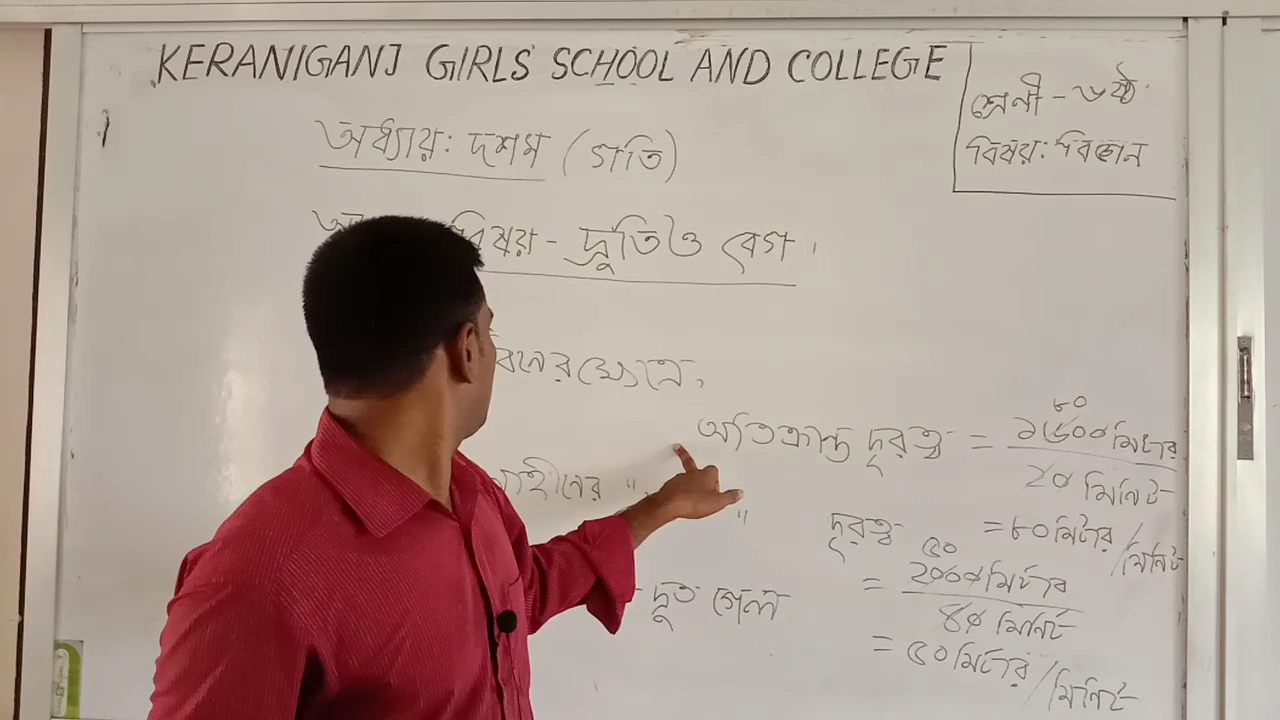 KERANIGANJ GIRLS SCHOOL AND COLLEGE
শ্রেনী - ৬ষ্ঠ
বিষয়: বিজ্ঞান
অধ্যায়: দশম (গতি)
বিষয় - দ্রুতি ও বেগ।
বিনের ক্ষেত্রে,
৮০
অতিক্রান্ত দূরত্ব = ১৬০০ মিটার
২০ মিনিট
হীনের " "
দূরত্ব = ৮০ মিটার/মিনিট
৫০
= ২০০০ মিটার
৪০ মিনিট
- দ্রুত গেল
= ৫০ মিটার/মিনিট